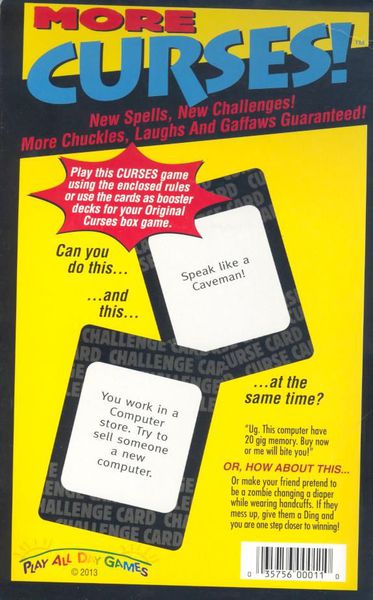 MORE
CURSES!™
New Spells, New Challenges!
More Chuckles, Laughs And Gaffaws Guaranteed!
Play this CURSES game
using the enclosed rules
or use the cards as booster
decks for your Original
Curses box game.
Can you
do this...
Speak like a
Caveman!
...and
this...
CHALLENGE CARD
CHALLENGE CAR
CURSE CARD
You work in a
Computer
store. Try to
sell someone
a new
computer.
...at the
same time?
"Ug. This computer have
20 gig memory. Buy now
or me will bite you!"
OR, HOW ABOUT THIS...
Or make your friend pretend to
be a zombie changing a diaper
while wearing handcuffs. If they
mess up, give them a Ding and
you are one step closer to winning!
CHALLENGE CARD
PLAY ALL DAY GAMES
© 2013
0 35756 00011 0